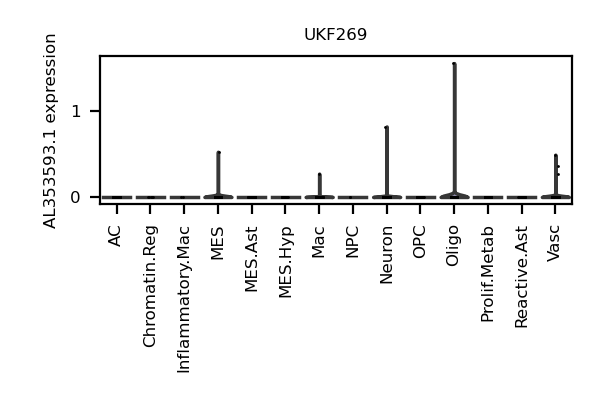 UKF269
AL353593.1 expression
1
0
AC
Chromatin.Reg
Inflammatory.Mac
MES
MES.Ast
MES.Hyp
Mac
NPC
Neuron
OPC
Oligo
Prolif.Metab
Reactive.Ast
Vasc